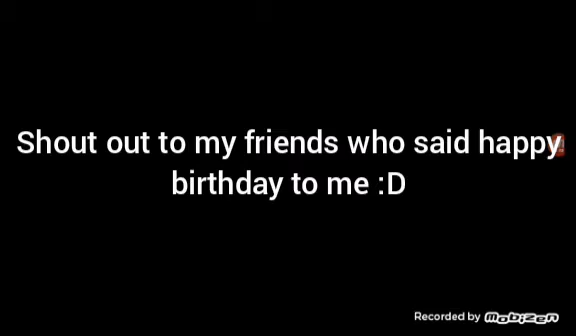 Shout out to my friends who said happy
birthday to me :D
Recorded by Mobizen